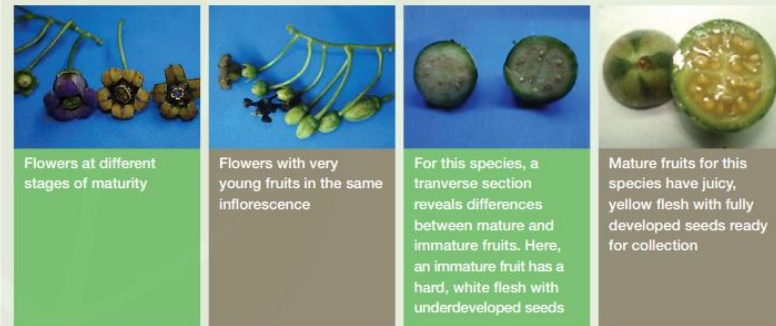 Flowers at different
stages of maturity
Flowers with very
young fruits in the same
inflorescence
For this species, a
tranverse section
reveals differences
between mature and
immature fruits. Here,
an immature fruit has a
hard, white flesh with
underdeveloped seeds
Mature fruits for this
species have juicy,
yellow flesh with fully
developed seeds ready
for collection